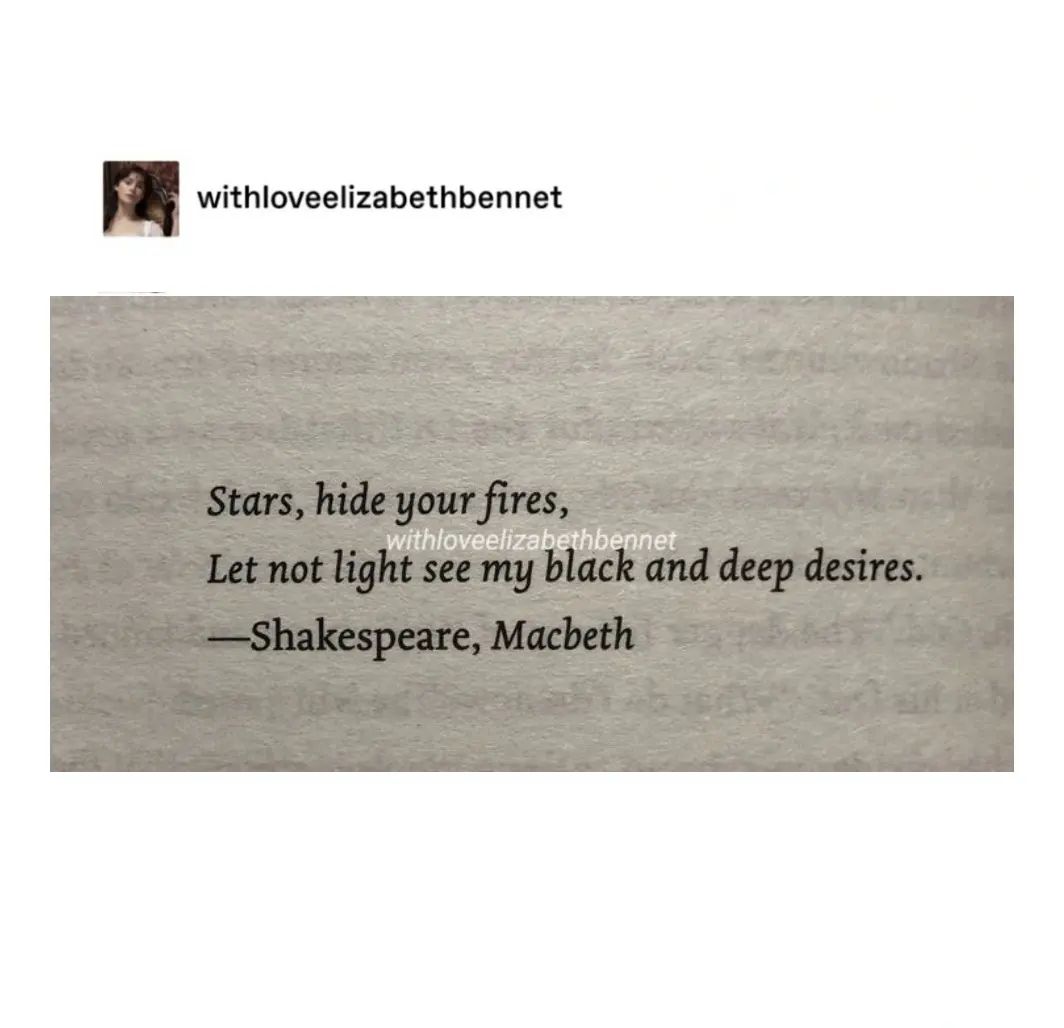 withloveelizabethbennet
Stars, hide your fires,
withloveelizabethbennet
Let not light see my black and deep desires.
—Shakespeare, Macbeth